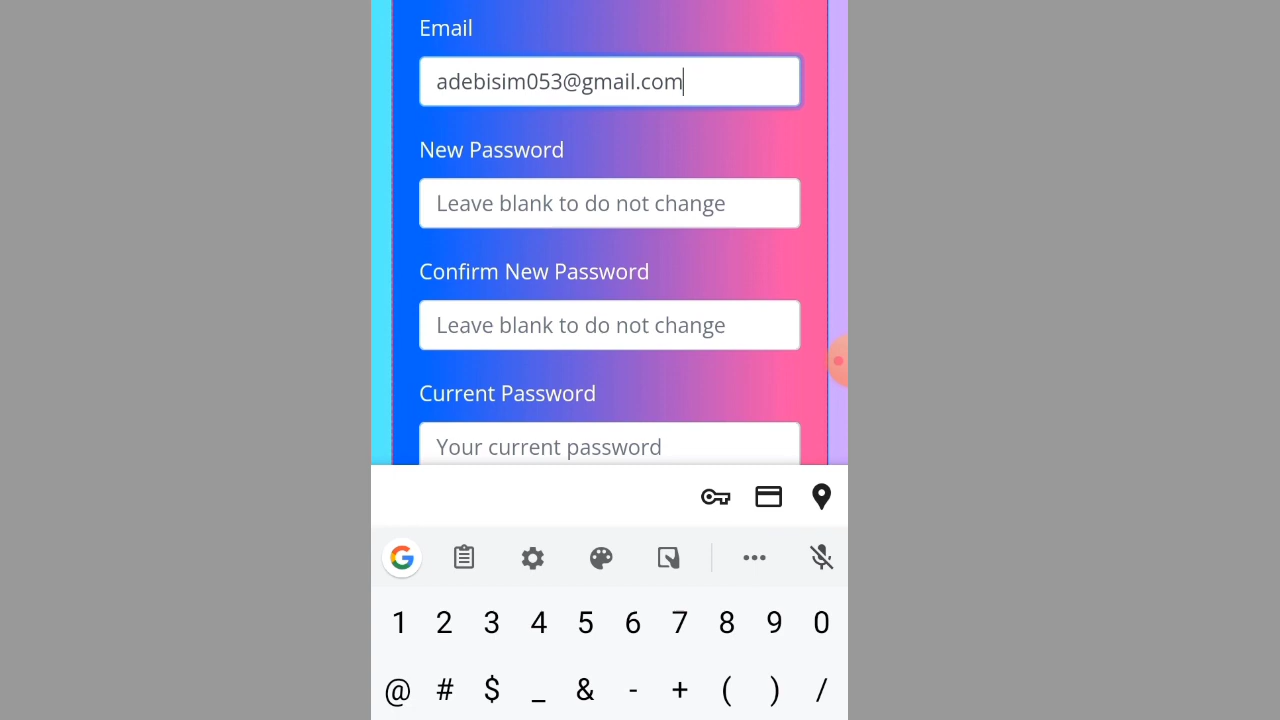 Email
adebisim053@gmail.com
New Password
Leave blank to do not change
Confirm New Password
Leave blank to do not change
Current Password
Your current password
1 2 3 4 5 6 7 8 9 0
@ # $ _ & - + ( ) /